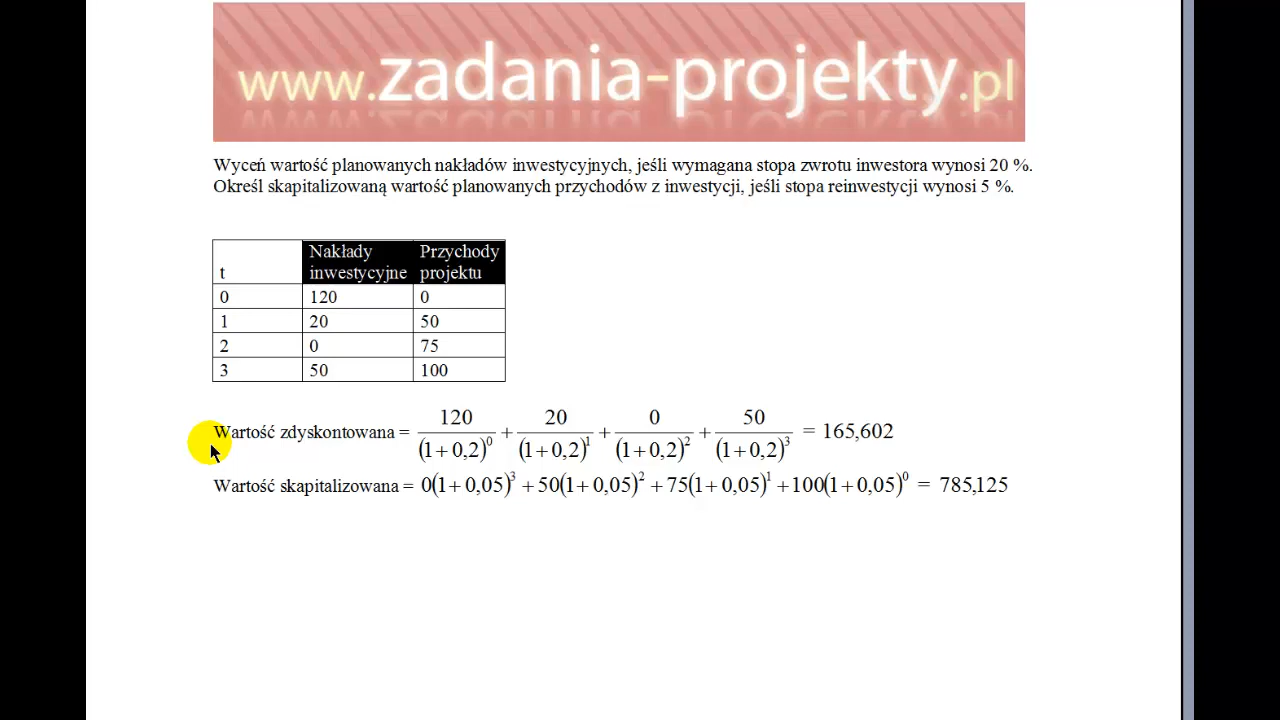 www.zadania-projekty.pl
Wyceń wartość planowanych nakładów inwestycyjnych, jeśli wymagana stopa zwrotu inwestora wynosi 20 %.
Określ skapitalizowaną wartość planowanych przychodów z inwestycji, jeśli stopa reinwestycji wynosi 5 %.
t Nakłady inwestycyjne Przychody projektu
0 120 0
1 20 50
2 0 75
3 50 100
Wartość zdyskontowana = 120/(1+0,2)^0 + 20/(1+0,2)^1 + 0/(1+0,2)^2 + 50/(1+0,2)^3 = 165,602
Wartość skapitalizowana = 0(1+0,05)^3 + 50(1+0,05)^2 + 75(1+0,05)^1 + 100(1+0,05)^0 = 785,125